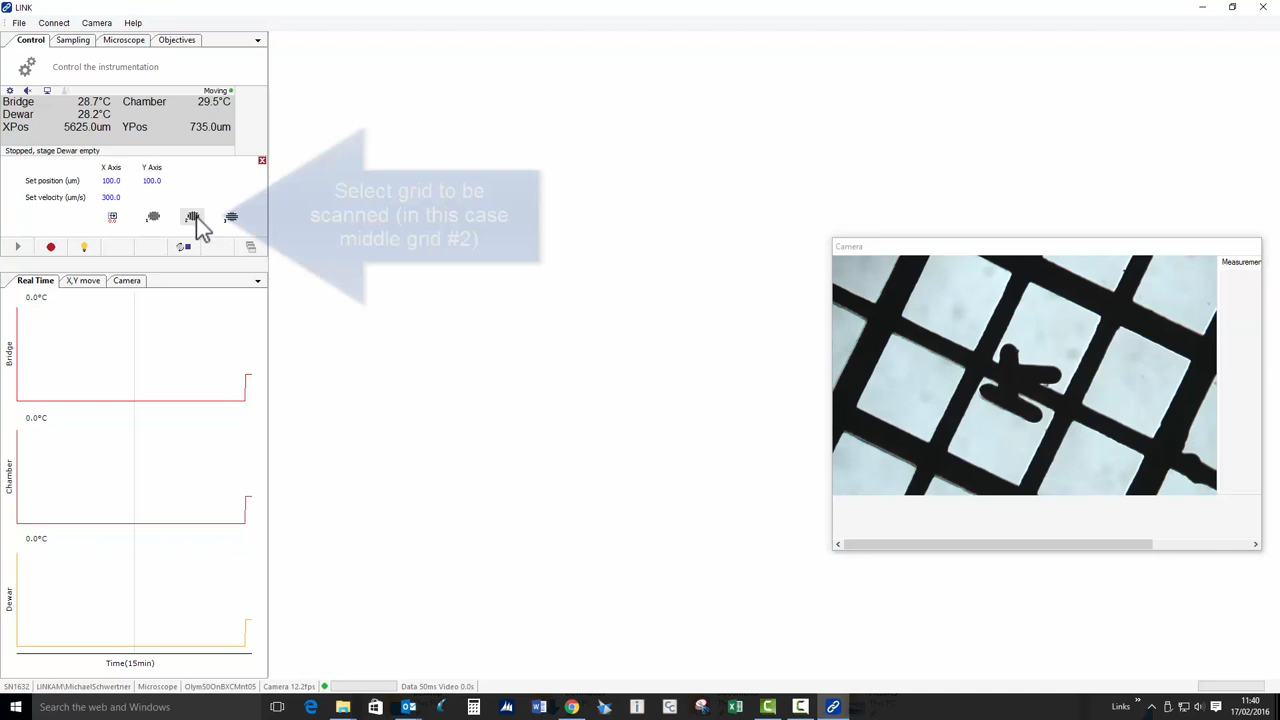 LINK
File Connect Camera Help
Control Sampling Microscope Objectives
Control the instrumentation
Moving
Bridge 28.7°C Chamber 29.5°C
Dewar 28.2°C
XPos 5625.0um YPos 735.0um
Stopped, stage Dewar empty
X Axis Y Axis
Set position (um) 100.0 100.0
Set velocity (um/s) 300.0
Select grid to be
scanned (in this case
middle grid #2)
Real Time X,Y move Camera
0.0°C
Bridge
0.0°C
Chamber
0.0°C
Dewar
Time(15min)
Camera
Measuremer
SN1632 LINKAM\MichaelSchwertner Microscope Olym50OnBXCMnt05 Camera 12.2fps Data 50ms Video 0.0s
Search the web and Windows
Links
11:40
17/02/2016